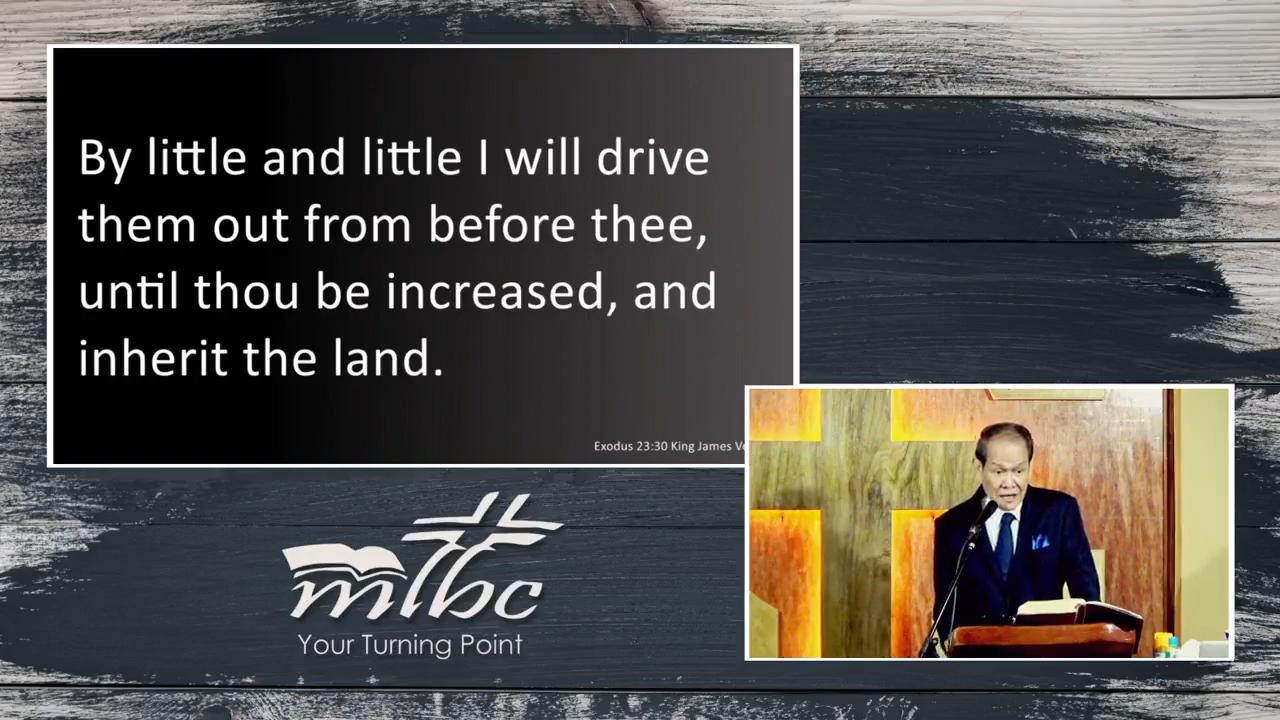 By little and little I will drive
them out from before thee,
until thou be increased, and
inherit the land.
Exodus 23:30 King James
mlbc
Your Turning Point